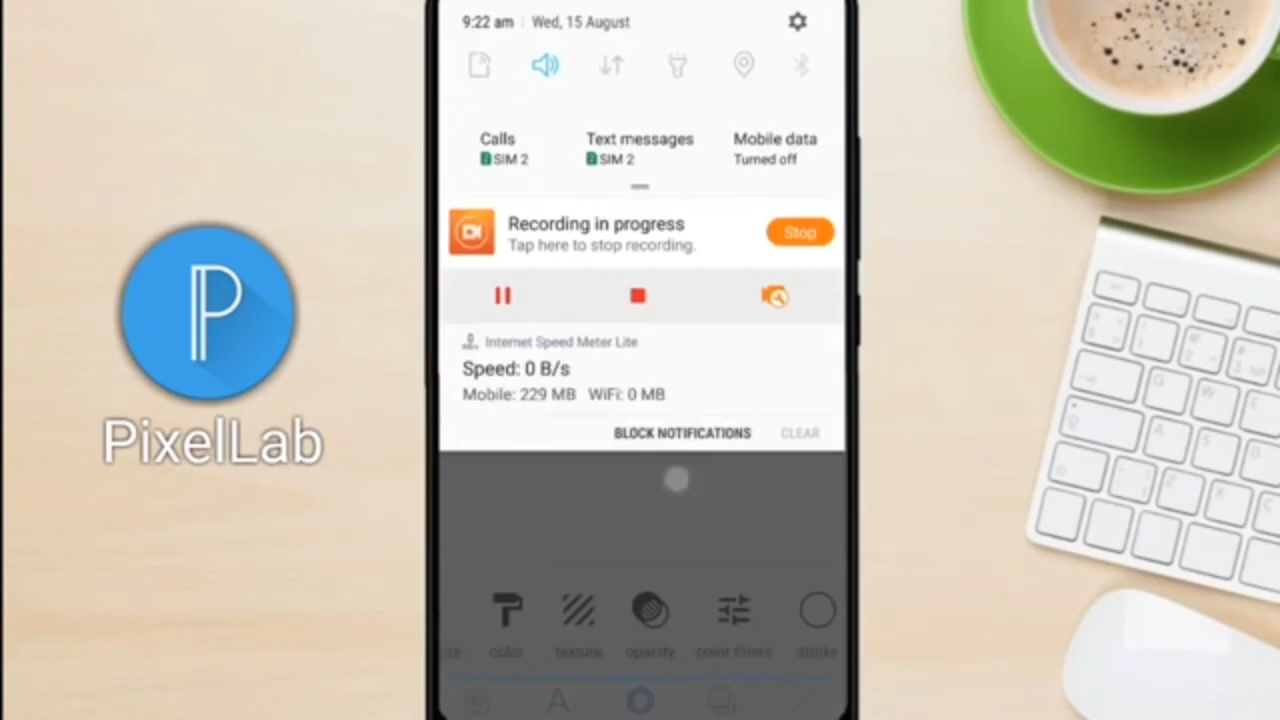 9:22 am | Wed, 15 August
Calls
SIM 2
Text messages
SIM 2
Mobile data
Turned off
Recording in progress
Tap here to stop recording.
Stop
Internet Speed Meter Lite
Speed: 0 B/s
Mobile: 229 MB WiFi: 0 MB
BLOCK NOTIFICATIONS
CLEAR
color
texture
opacity
color filters
stroke
PixelLab